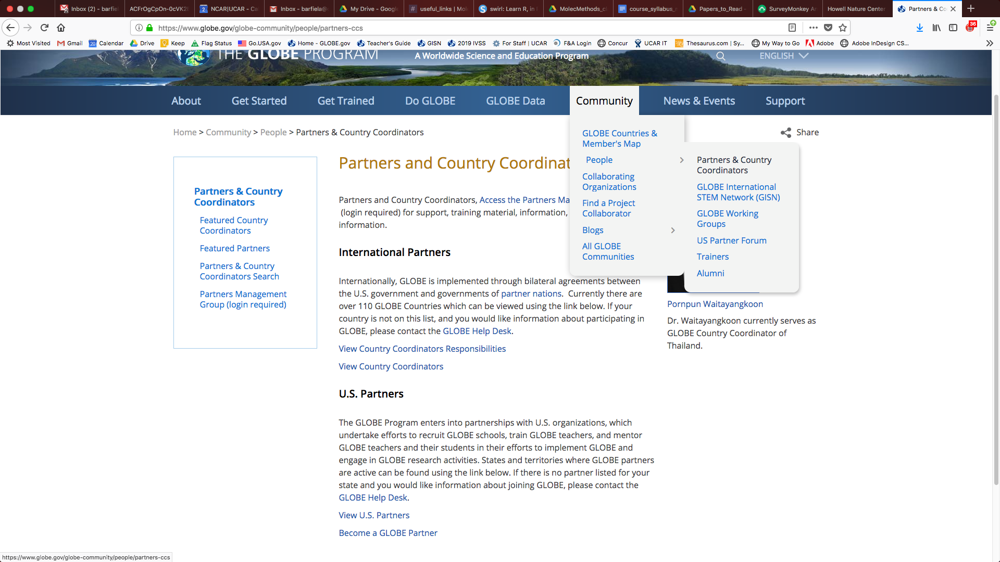 Inbox (2) - barfie
ACFrOgCpOn-0cVK2
NCAR|UCAR - Ca
Inbox - barfiela@
My Drive - Google
useful_links | Mol
swirl: Learn R, in
MolecMethods_c
course_syllabus_
Papers_to_Read -
SurveyMonkey A
Howell Nature Center
Partners & Co
https://www.globe.gov/globe-community/people/partners-ccs
36
Most Visited
Gmail
20 Calendar
Drive
Keep
Flag Status
Go.USA.gov
Home - GLOBE.gov
Teacher's Guide
GISN
2019 IVSS
For Staff | UCAR
F&A Login
Concur
UCAR IT
Thesaurus.com | Sy...
My Way to Go
Adobe
Adobe InDesign CS...
THE GLOBE PROGRAM
A Worldwide Science and Education Program
ENGLISH
About
Get Started
Get Trained
Do GLOBE
GLOBE Data
Community
News & Events
Support
Home > Community > People > Partners & Country Coordinators
Share
Partners & Country
Coordinators
Featured Country
Coordinators
Featured Partners
Partners & Country
Coordinators Search
Partners Management
Group (login required)
Partners and Country Coordinat
Partners and Country Coordinators, Access the Partners Ma
(login required) for support, training material, information,
information.
International Partners
Internationally, GLOBE is implemented through bilateral agreements between
the U.S. government and governments of partner nations. Currently there are
over 110 GLOBE Countries which can be viewed using the link below. If your
country is not on this list, and you would like information about participating in
GLOBE, please contact the GLOBE Help Desk.
View Country Coordinators Responsibilities
View Country Coordinators
U.S. Partners
The GLOBE Program enters into partnerships with U.S. organizations, which
undertake efforts to recruit GLOBE schools, train GLOBE teachers, and mentor
GLOBE teachers and their students in their efforts to implement GLOBE and
engage in GLOBE research activities. States and territories where GLOBE partners
are active can be found using the link below. If there is no partner listed for your
state and you would like information about joining GLOBE, please contact the
GLOBE Help Desk.
View U.S. Partners
Become a GLOBE Partner
GLOBE Countries &
Member's Map
People
Collaborating
Organizations
Find a Project
Collaborator
Blogs
All GLOBE
Communities
Partners & Country
Coordinators
GLOBE International
STEM Network (GISN)
GLOBE Working
Groups
US Partner Forum
Trainers
Alumni
Pornpun Waitayangkoon
Dr. Waitayangkoon currently serves as
GLOBE Country Coordinator of
Thailand.
https://www.globe.gov/globe-community/people/partners-ccs